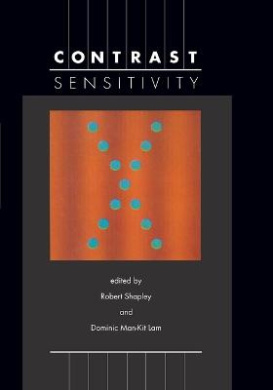 CONTRAST
SENSITIVITY
edited by
Robert Shapley
and
Dominic Man-Kit Lam